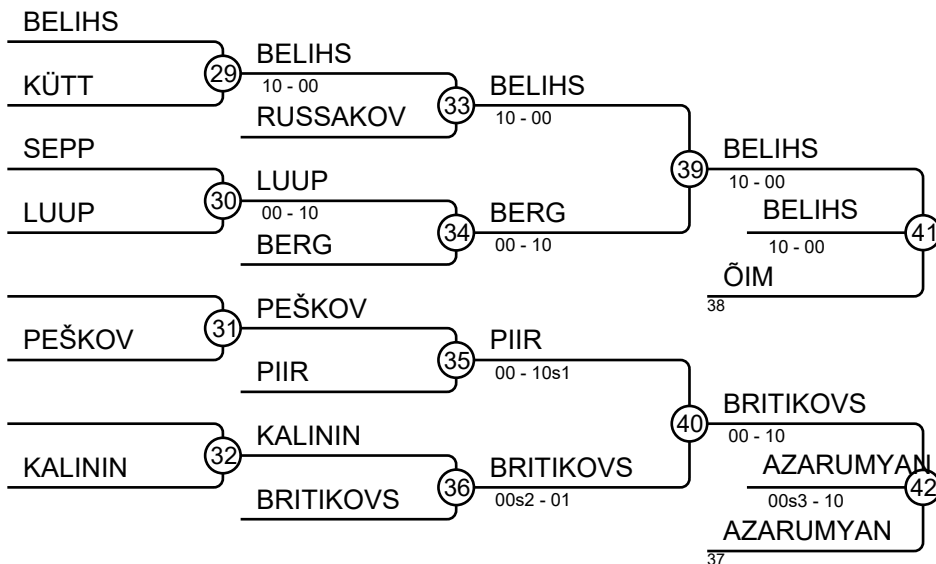 BELIHS
29
BELIHS
10 - 00
KÜTT
33
BELIHS
10 - 00
RUSSAKOV
SEPP
39
BELIHS
10 - 00
30
LUUP
00 - 10
LUUP
34
BERG
00 - 10
BERG
BELIHS
10 - 00
41
ÕIM
38
31
PEŠKOV
PEŠKOV
35
PIIR
00 - 10s1
PIIR
40
BRITIKOVS
00 - 10
32
KALININ
KALININ
36
BRITIKOVS
00s2 - 01
BRITIKOVS
AZARUMYAN
00s3 - 10
42
AZARUMYAN
37